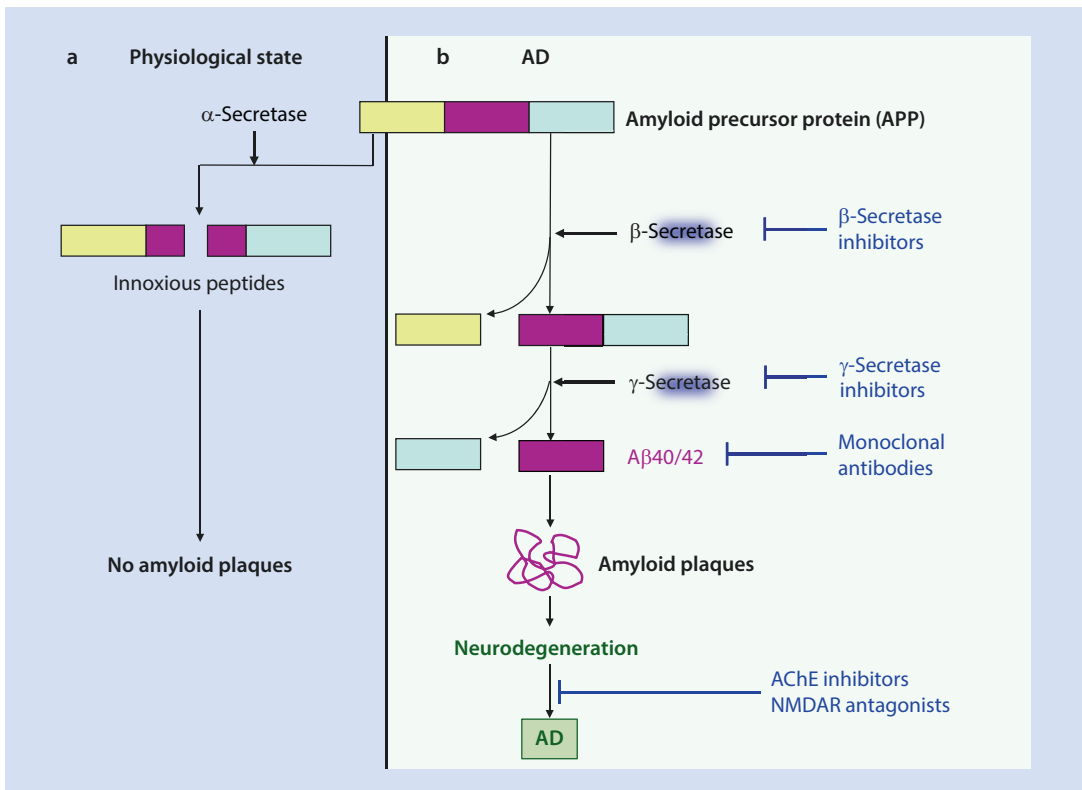 a Physiological state
b AD
α-Secretase
Amyloid precursor protein (APP)
β-Secretase
β-Secretase
inhibitors
Innoxious peptides
γ-Secretase
γ-Secretase
inhibitors
Aβ40/42
Monoclonal
antibodies
No amyloid plaques
Amyloid plaques
Neurodegeneration
AChE inhibitors
NMDAR antagonists
AD